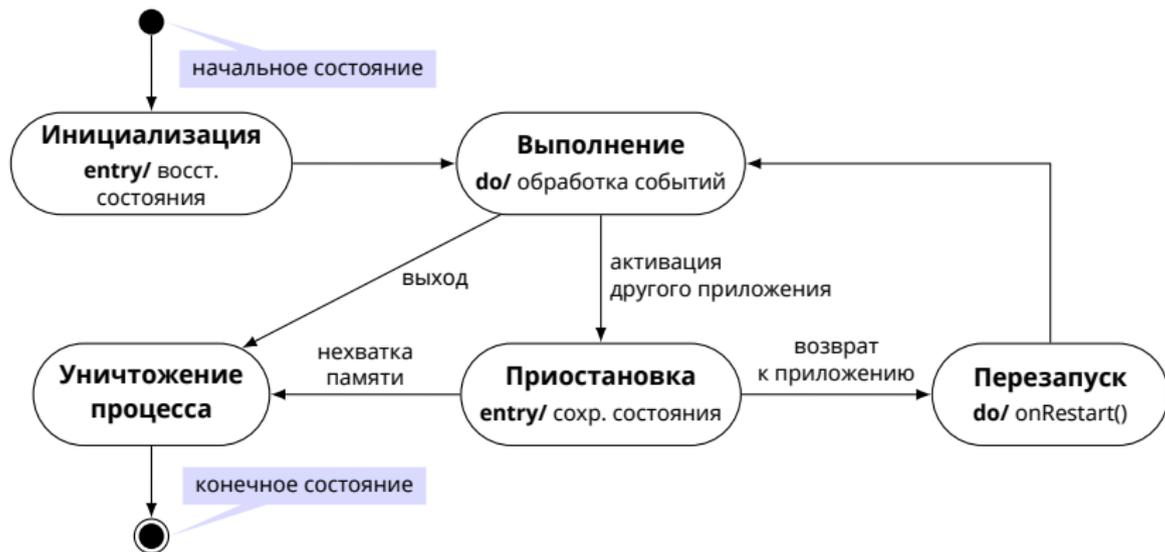 начальное состояние
Инициализация
entry/ восст.
состояния
Выполнение
do/ обработка событий
выход
активация
другого приложения
Уничтожение
процесса
нехватка
памяти
Приостановка
entry/ сохр. состояния
возврат
к приложению
Перезапуск
do/ onRestart()
конечное состояние